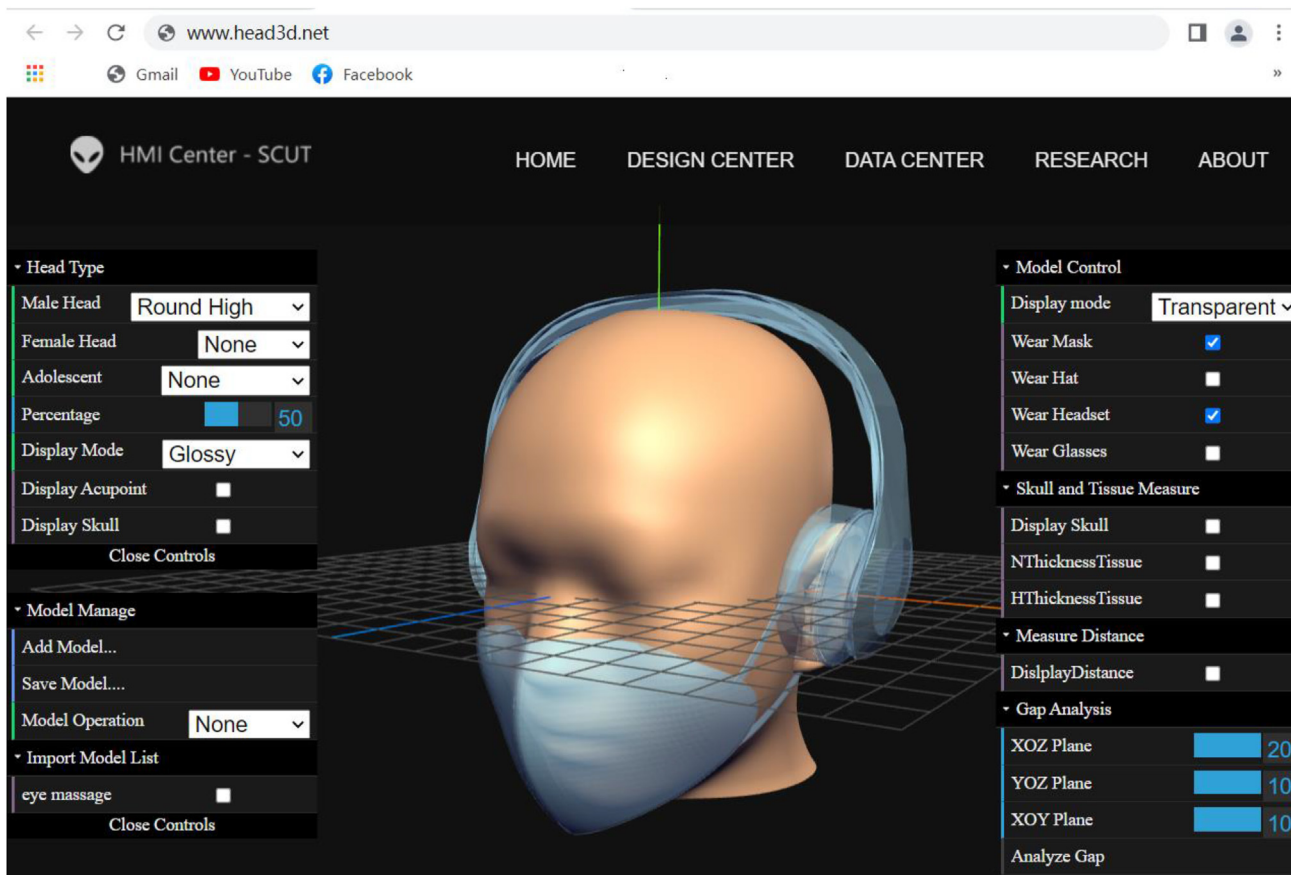 www.head3d.net
Gmail YouTube Facebook »
HMI Center - SCUT HOME DESIGN CENTER DATA CENTER RESEARCH ABOUT
Head Type
Male Head Round High
Female Head None
Adolescent None
Percentage 50
Display Mode Glossy
Display Acupoint
Display Skull
Close Controls
Model Manage
Add Model...
Save Model....
Model Operation None
Import Model List
eye massage
Close Controls
Model Control
Display mode Transparent
Wear Mask
Wear Hat
Wear Headset
Wear Glasses
Skull and Tissue Measure
Display Skull
NThicknessTissue
HThicknessTissue
Measure Distance
DislplayDistance
Gap Analysis
XOZ Plane 20
YOZ Plane 10
XOY Plane 10
Analyze Gap